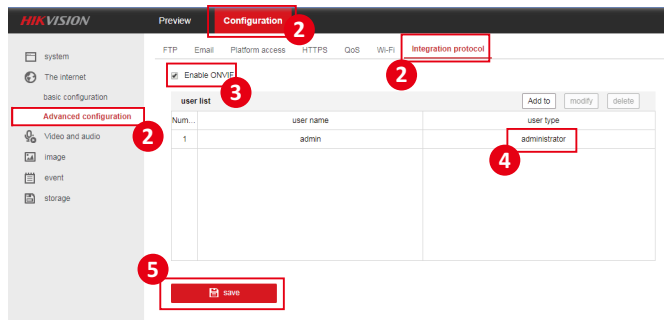 HIKVISION Preview Configuration
2
FTP Email Platform access HTTPS QoS Wi-Fi Integration protocol
2
system
The internet
basic configuration
Advanced configuration
2
Video and audio
image
event
storage
Enable ONVIF
3
user list Add to modify delete
Num... user name user type
1 admin administrator
4
5
save